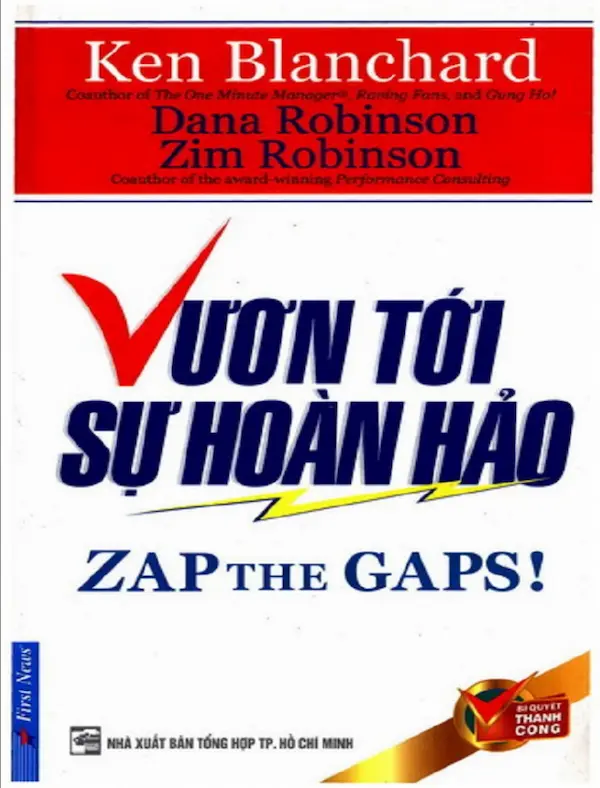 Ken Blanchard
Coauthor of The One Minute Manager®, Raving Fans, and Gung Ho!
Dana Robinson
Zim Robinson
Coauthor of the award-winning Performance Consulting
VƯƠN TỚI
SỰ HOÀN HẢO
ZAP THE GAPS!
First News
NHÀ XUẤT BẢN TỔNG HỢP TP. HỒ CHÍ MINH
BÍ QUYẾT
THÀNH
CÔNG